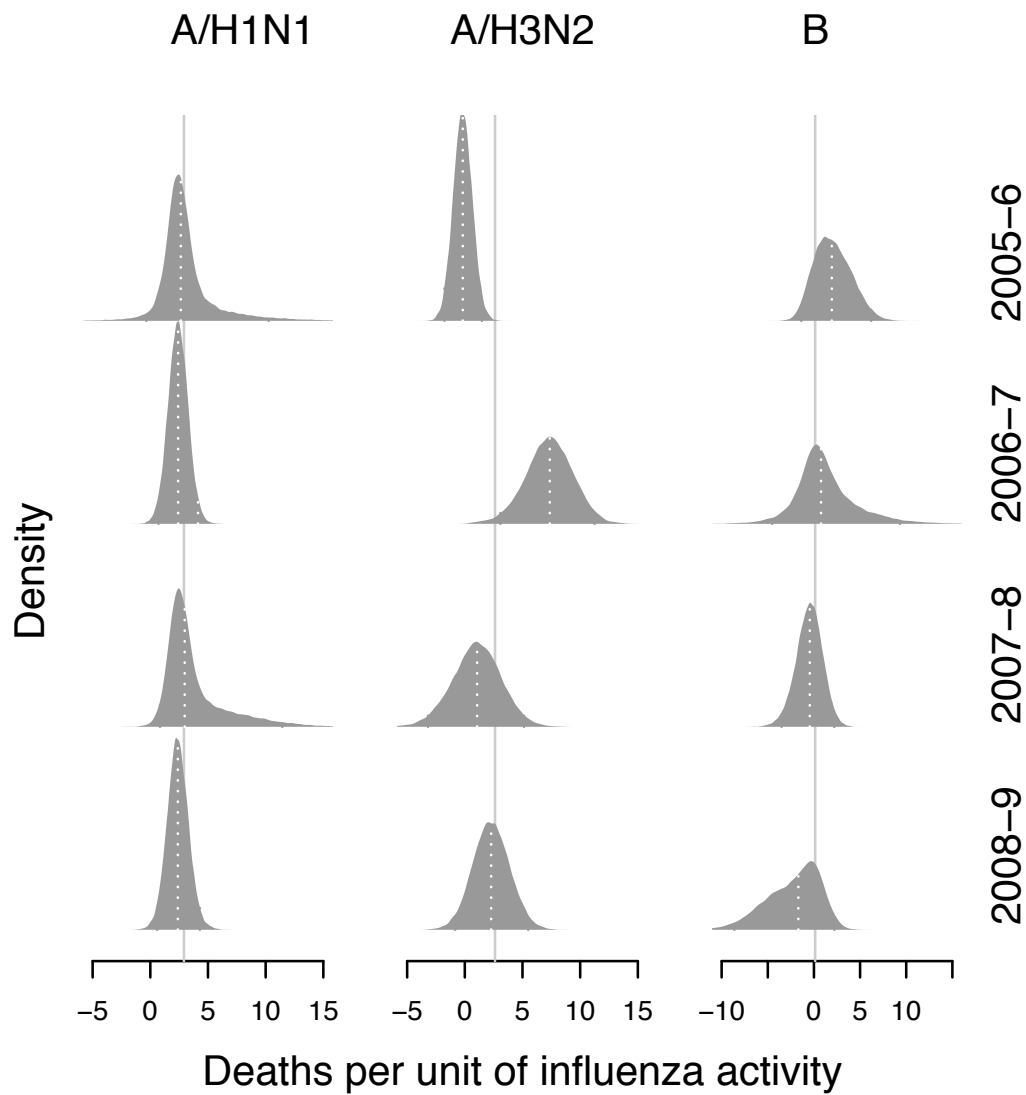 A/H1N1 A/H3N2 B
2005−6
2006−7
2007−8
2008−9
Density
−5 0 5 10 15 −5 0 5 10 15 −10 0 5 10
Deaths per unit of influenza activity